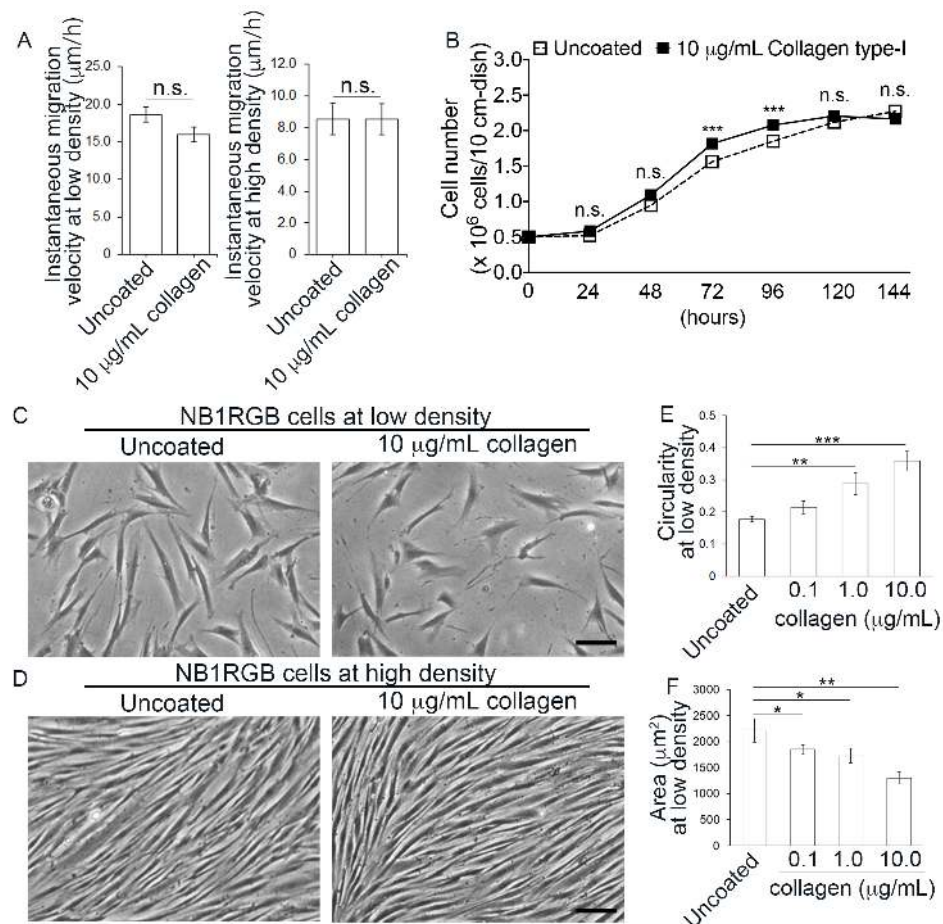 A
Instantaneous migration
velocity at low density (μm/h)
25.0
20.0
15.0
10.0
5.0
0.0
n.s.
Uncoated
10 μg/mL collagen
Instantaneous migration
velocity at high density (μm/h)
12.0
10.0
8.0
6.0
4.0
2.0
0.0
n.s.
Uncoated
10 μg/mL collagen
B
Uncoated
10 μg/mL Collagen type-I
Cell number
(x 10⁶ cells/10 cm-dish)
3.0
2.5
2.0
1.5
1.0
0.5
0.0
n.s.
n.s.
***
***
n.s.
n.s.
0 24 48 72 96 120 144
(hours)
C
NB1RGB cells at low density
Uncoated
10 μg/mL collagen
D
NB1RGB cells at high density
Uncoated
10 μg/mL collagen
E
Circularity
at low density
0.5
0.4
0.3
0.2
0.1
0
***
**
Uncoated
0.1 1.0 10.0
collagen (μg/mL)
F
Area (μm²)
at low density
3000
2500
2000
1500
1000
500
0
**
*
*
Uncoated
0.1 1.0 10.0
collagen (μg/mL)